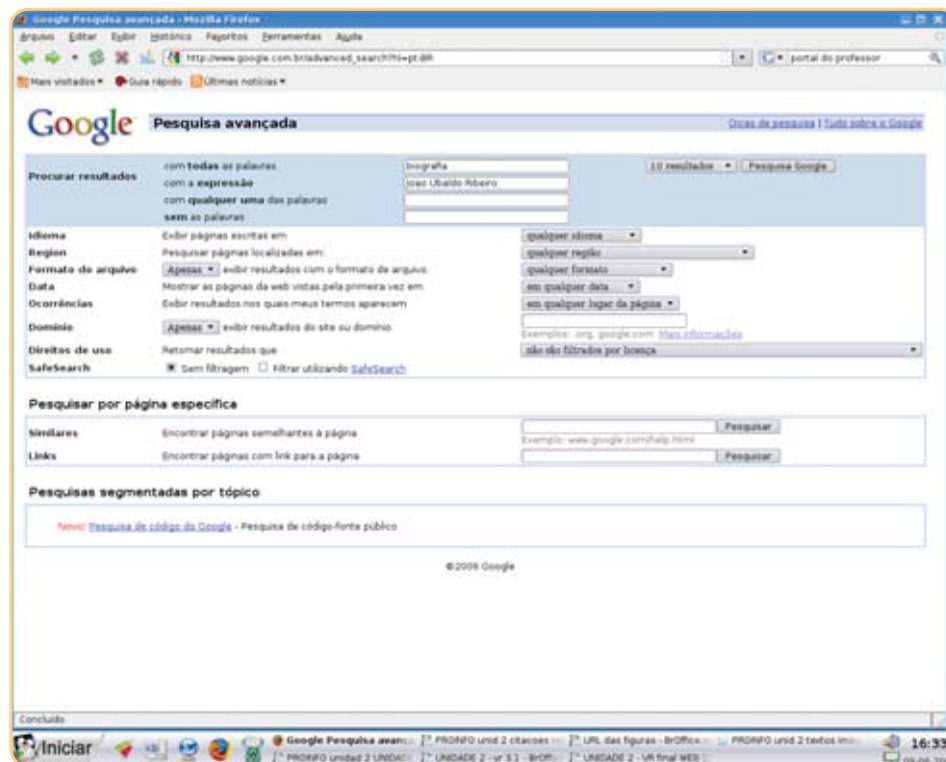 Google Pesquisa avançada - Mozilla Firefox
Arquivo Editar Exibir Histórico Favoritos Ferramentas Ajuda
http://www.google.com.br/advanced_search?hl=pt-BR portal do professor
Mais visitados Guia rápido Últimas notícias
Google Pesquisa avançada Dicas de pesquisa | Tudo sobre o Google
Procurar resultados com todas as palavras biografia 10 resultados Pesquisa Google
com a expressão joao Ubaldo Ribeiro
com qualquer uma das palavras
sem as palavras
Idioma Exibir páginas escritas em qualquer idioma
Region Pesquisar páginas localizadas em: qualquer região
Formato do arquivo Apenas exibir resultados com o formato de arquivo qualquer formato
Data Mostrar as páginas da web vistas pela primeira vez em em qualquer data
Ocorrências Exibir resultados nos quais meus termos aparecem em qualquer lugar da página
Domínio Apenas exibir resultados do site ou domínio
Exemplos: .org, google.com Mais informações
Direitos de uso Retornar resultados que não são filtrados por licença
SafeSearch Sem filtragem Filtrar utilizando SafeSearch
Pesquisar por página específica
Similares Encontrar páginas semelhantes à página Pesquisar
Exemplo: www.google.com/help.html
Links Encontrar páginas com link para a página Pesquisar
Pesquisas segmentadas por tópico
Novo! Pesquisa de código do Google - Pesquisa de código-fonte público
©2009 Google
Concluído
Iniciar Google Pesquisa avanç PROINFO unid 2 citacoes URL das figuras - BrOffice PROINFO unid 2 textos 16:33
PROINFO unidad 2 UNIDAD UNIDADE 2 - vr 3.1 - BrOff UNIDADE 2 - VR final WEB